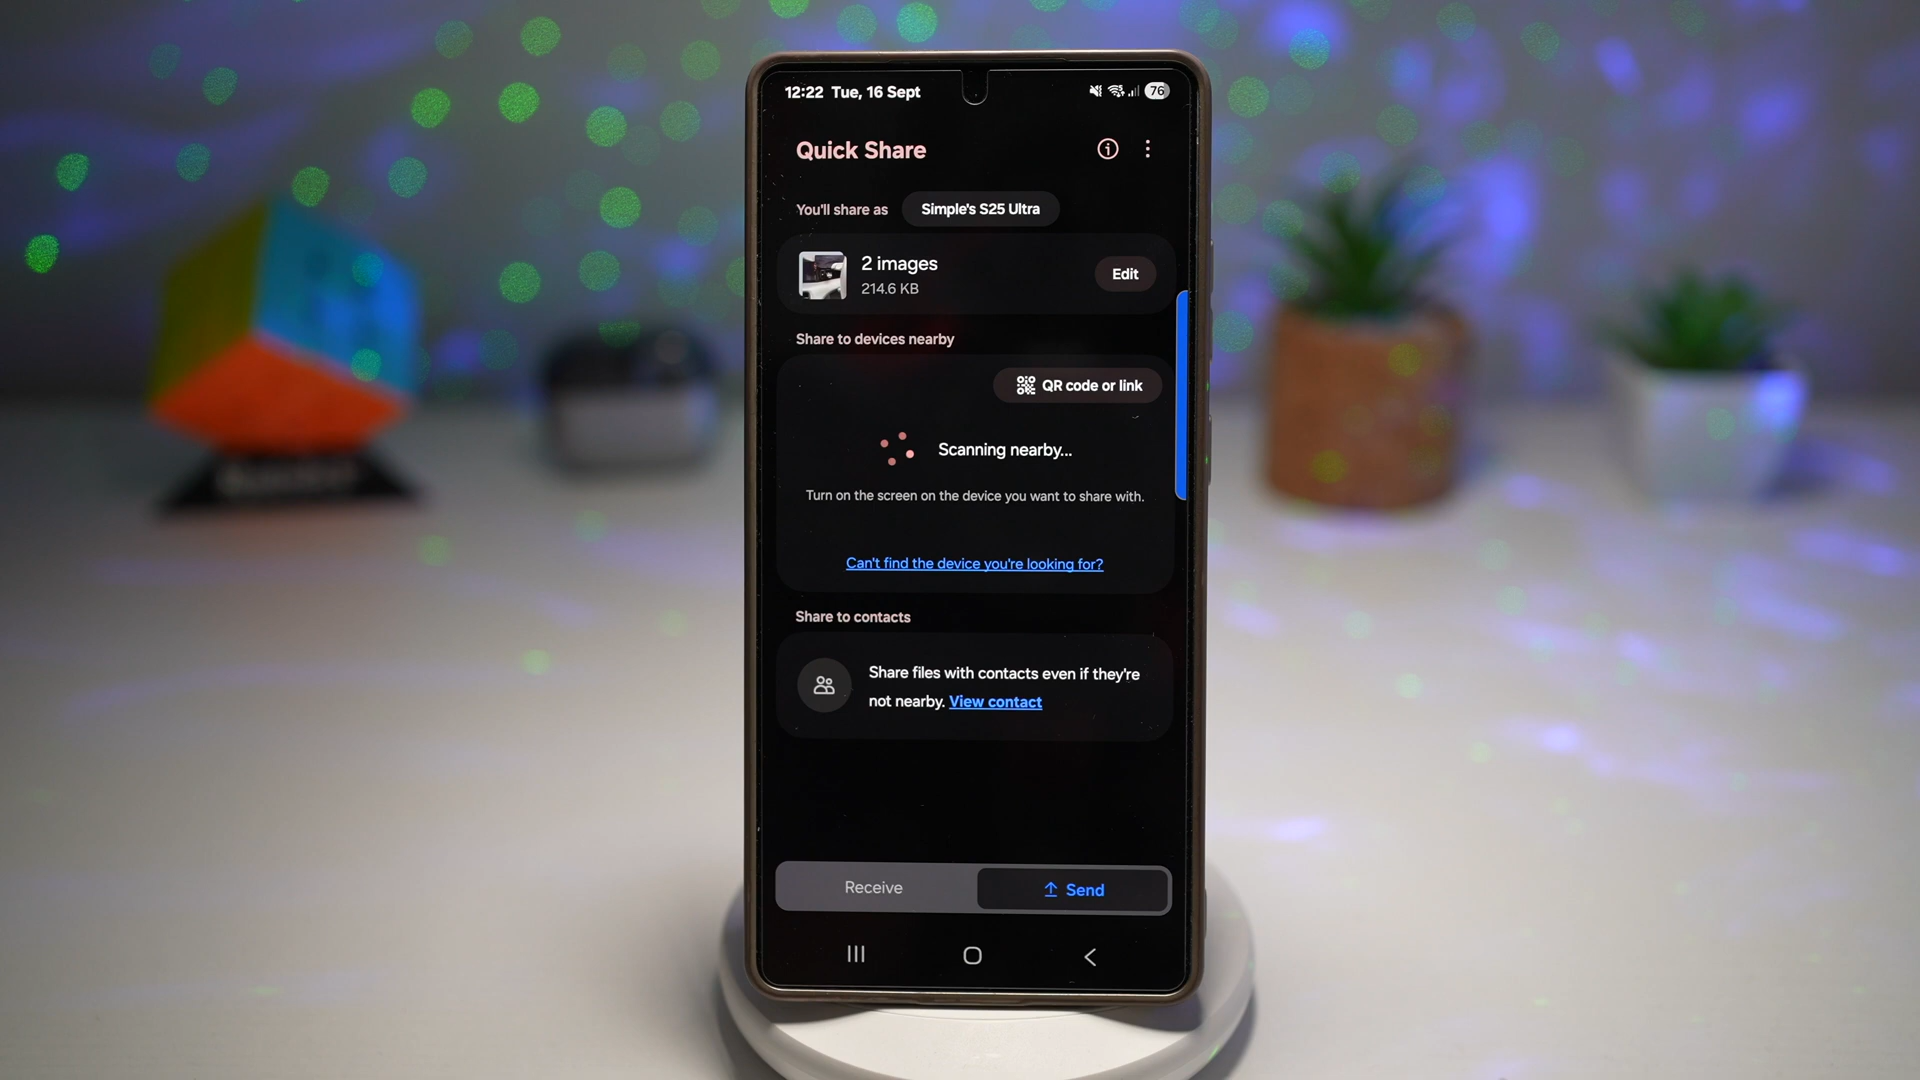 12:22 Tue, 16 Sept 76
Quick Share
You'll share as Simple's S25 Ultra
2 images
214.6 KB
Edit
Share to devices nearby
QR code or link
Scanning nearby...
Turn on the screen on the device you want to share with.
Can't find the device you're looking for?
Share to contacts
Share files with contacts even if they're
not nearby. View contact
Receive
Send